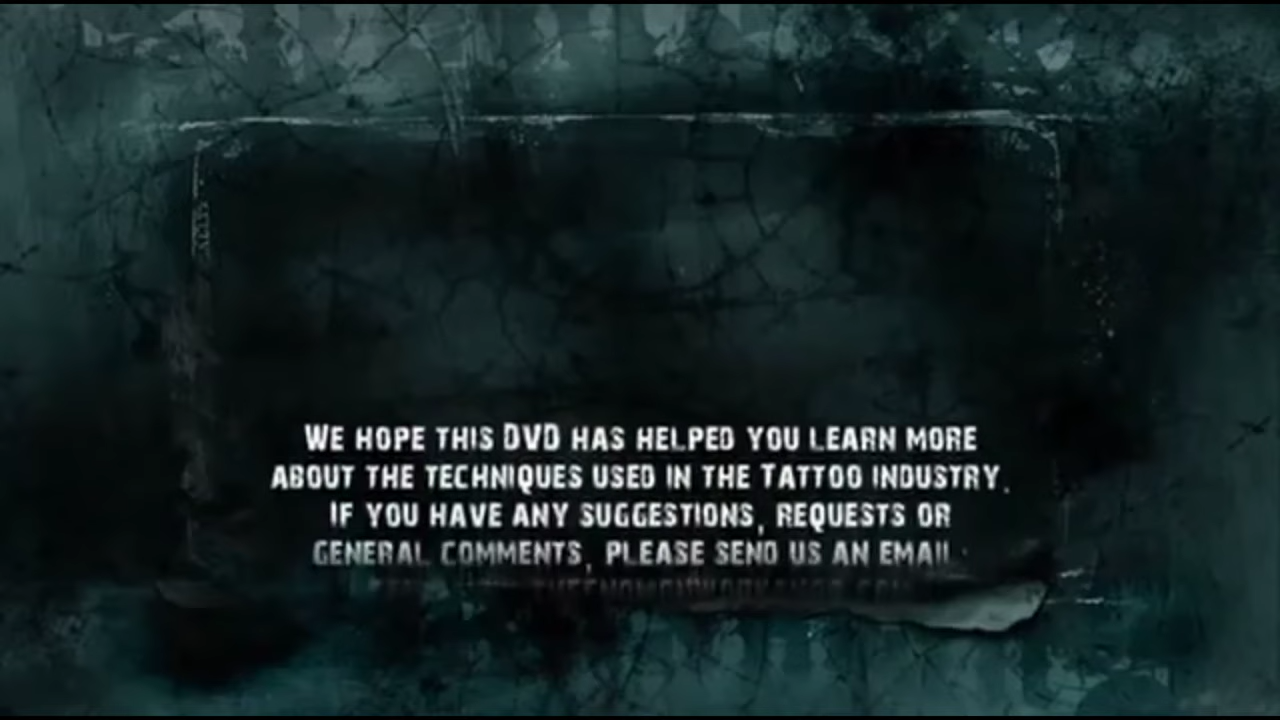 We hope this DVD has helped you learn more
about the techniques used in the Tattoo industry.
If you have any suggestions, requests or
general comments, please send us an email